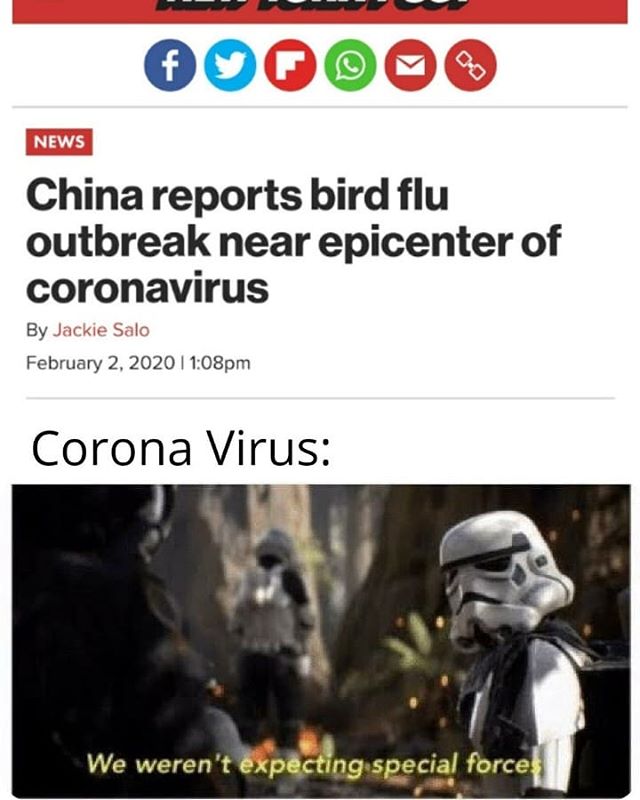 NEWS
China reports bird flu
outbreak near epicenter of
coronavirus
By Jackie Salo
February 2, 2020 | 1:08pm
Corona Virus:
We weren't expecting special forces